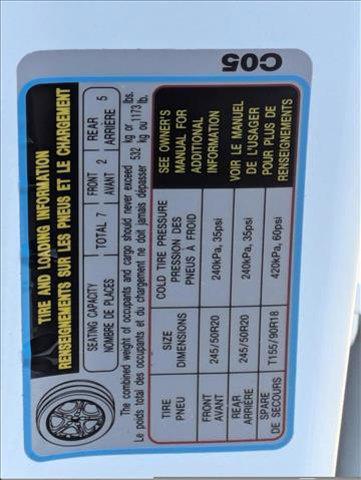 C05
TIRE AND LOADING INFORMATION
RENSEIGNEMENTS SUR LES PNEUS ET LE CHARGEMENT
SEATING CAPACITY
NOMBRE DE PLACES
TOTAL 7
FRONT
AVANT
2
REAR
ARRIÈRE
5
The combined weight of occupants and cargo should never exceed 532 kg or 1173 lbs.
Le poids total des occupants et du chargement ne doit jamais dépasser 532 kg ou 1173 lb.
TIRE
PNEU
SIZE
DIMENSIONS
COLD TIRE PRESSURE
PRESSION DES
PNEUS À FROID
FRONT
AVANT
245/50R20
240kPa, 35psi
REAR
ARRIÈRE
245/50R20
240kPa, 35psi
SPARE
DE SECOURS
T155/90R18
420kPa, 60psi
SEE OWNER'S
MANUAL FOR
ADDITIONAL
INFORMATION
VOIR LE MANUEL
DE L'USAGER
POUR PLUS DE
RENSEIGNEMENTS